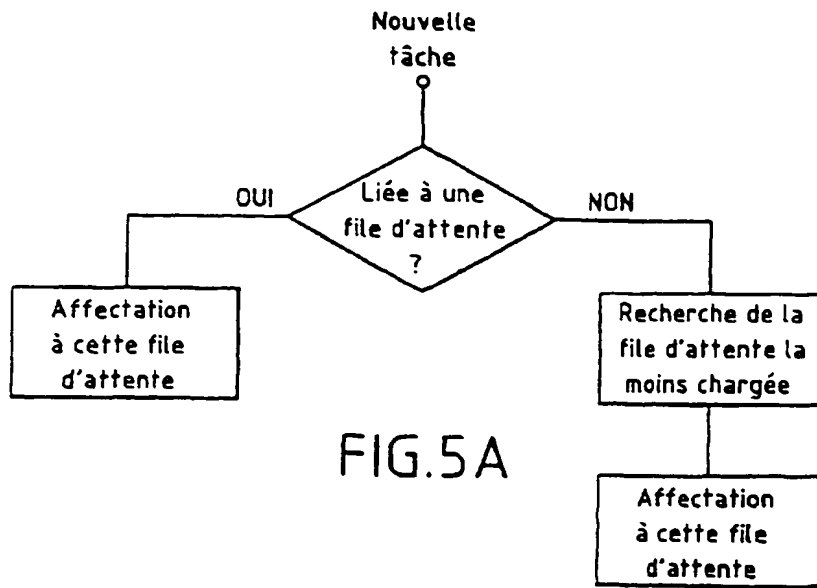 Nouvelle
tâche
OUI
Liée à une
file d'attente
?
NON
Affectation
à cette file
d'attente
Recherche de la
file d'attente la
moins chargée
Affectation
à cette file
d'attente
FIG.5A